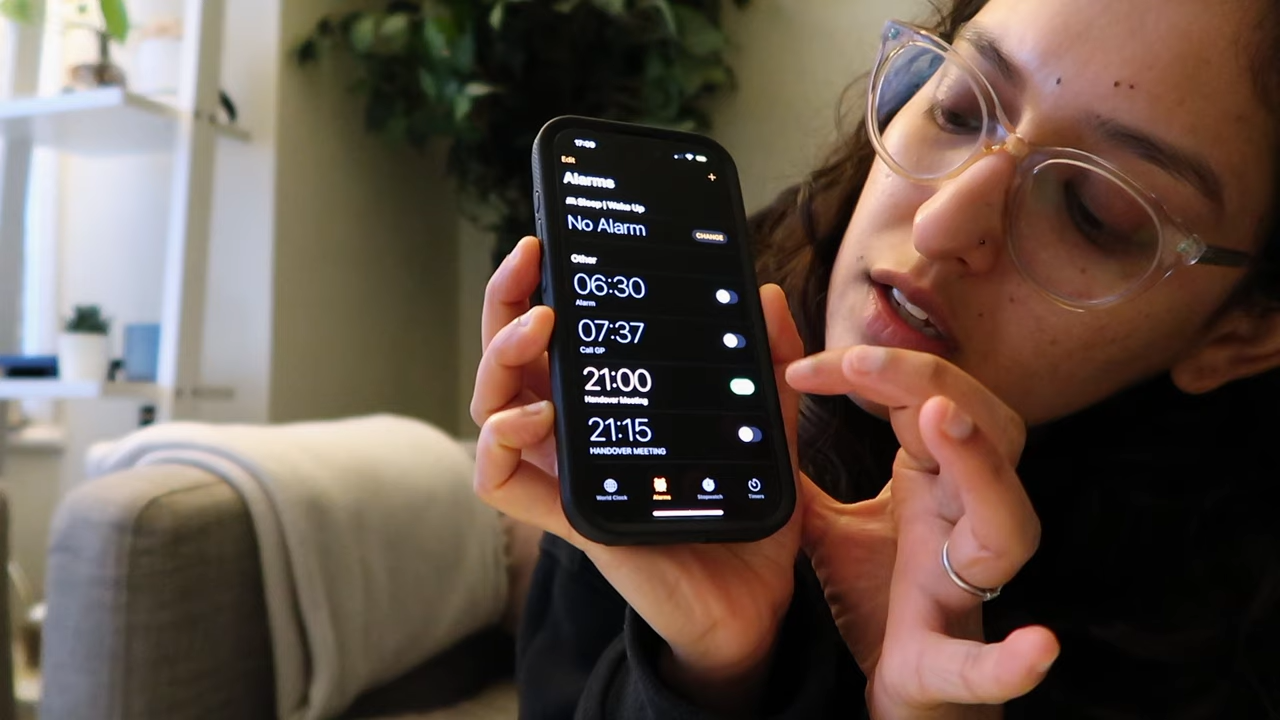 Edit
+
Alarms
Sleep | Wake Up
No Alarm
CHANGE
Other
06:30
Alarm
07:37
Call GP
21:00
Handover Meeting
21:15
HANDOVER MEETING
World Clock Alarms Stopwatch Timers